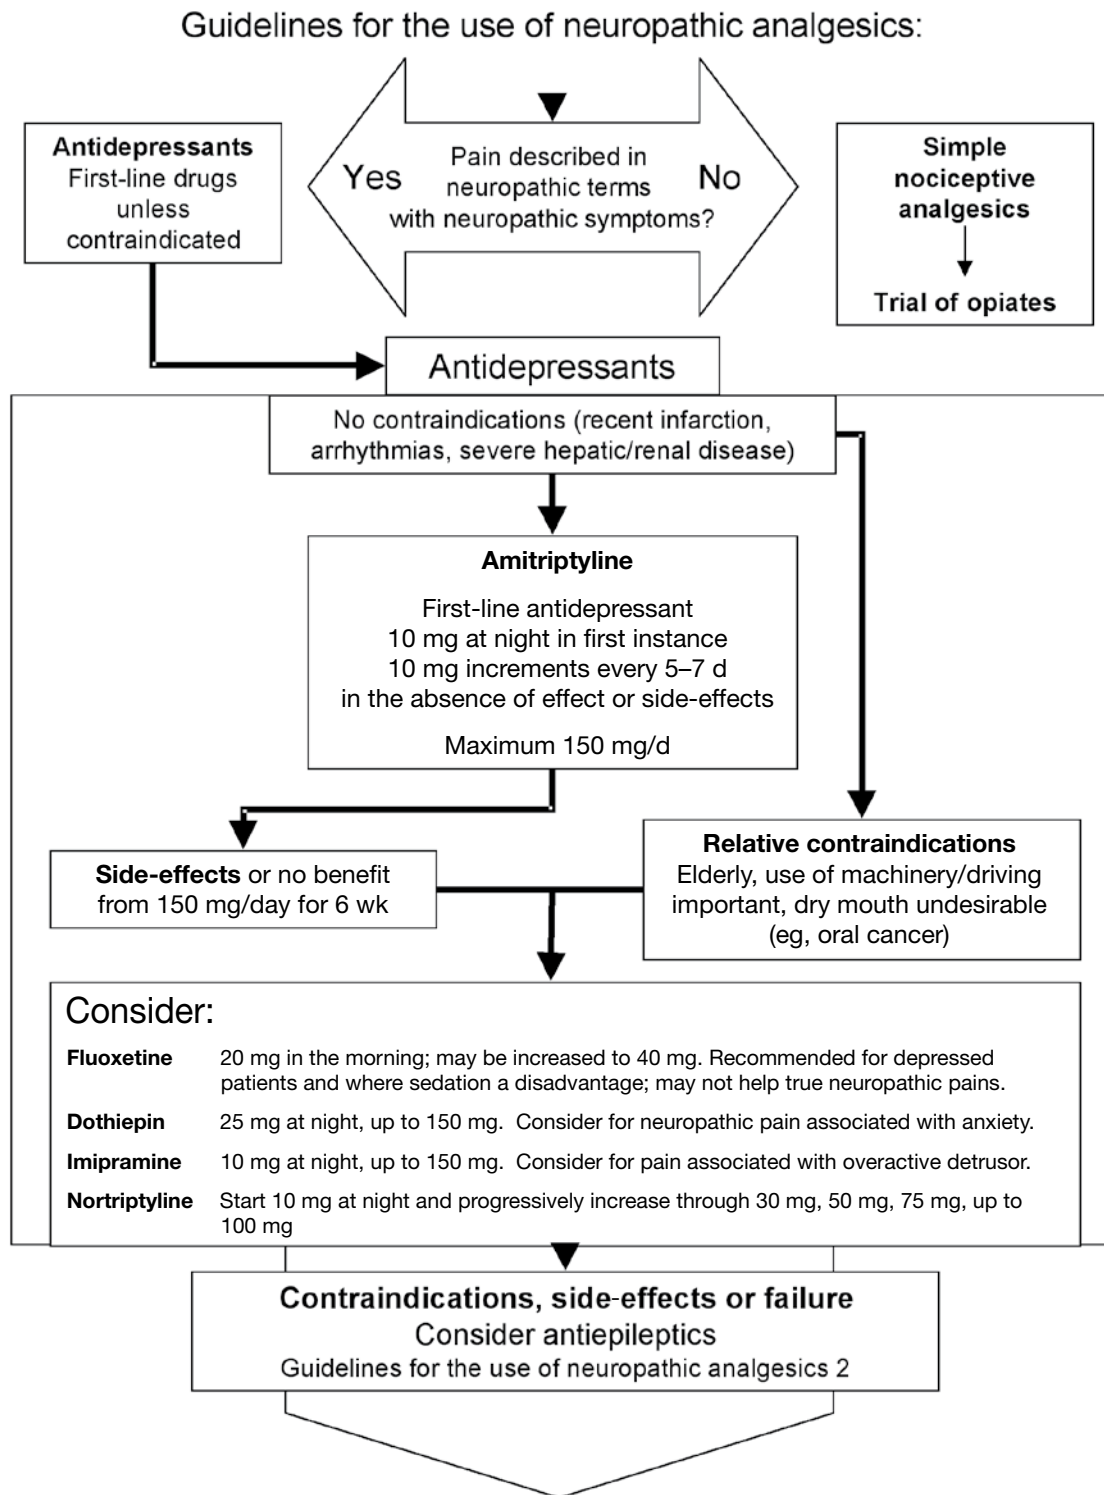 Guidelines for the use of neuropathic analgesics:
Antidepressants
First-line drugs
unless
contraindicated
Yes
Pain described in
neuropathic terms
with neuropathic symptoms?
No
Simple
nociceptive
analgesics
Trial of opiates
Antidepressants
No contraindications (recent infarction,
arrhythmias, severe hepatic/renal disease)
Amitriptyline
First-line antidepressant
10 mg at night in first instance
10 mg increments every 5–7 d
in the absence of effect or side-effects
Maximum 150 mg/d
Side-effects or no benefit
from 150 mg/day for 6 wk
Relative contraindications
Elderly, use of machinery/driving
important, dry mouth undesirable
(eg, oral cancer)
Consider:
Fluoxetine 20 mg in the morning; may be increased to 40 mg. Recommended for depressed
patients and where sedation a disadvantage; may not help true neuropathic pains.
Dothiepin 25 mg at night, up to 150 mg. Consider for neuropathic pain associated with anxiety.
Imipramine 10 mg at night, up to 150 mg. Consider for pain associated with overactive detrusor.
Nortriptyline Start 10 mg at night and progressively increase through 30 mg, 50 mg, 75 mg, up to
100 mg
Contraindications, side-effects or failure
Consider antiepileptics
Guidelines for the use of neuropathic analgesics 2